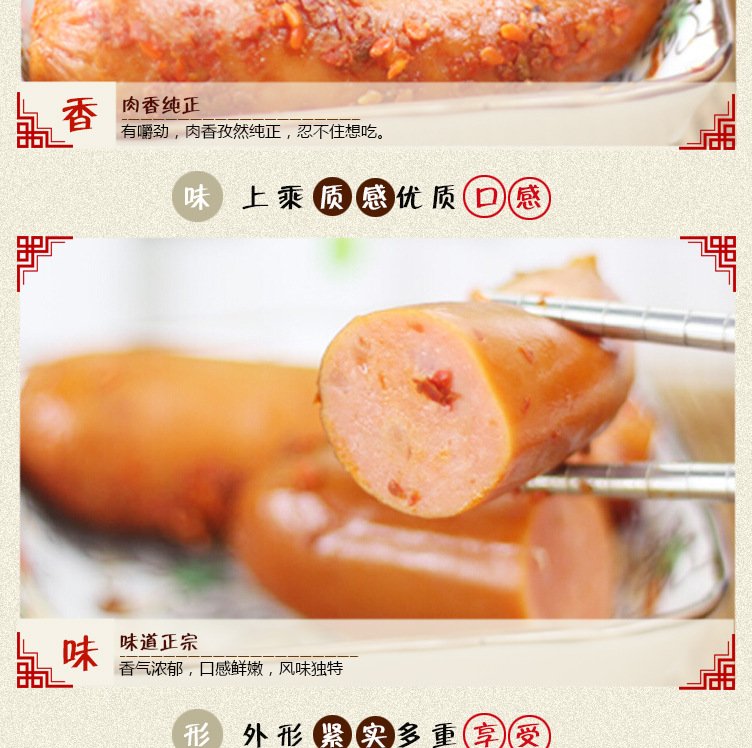 香
肉香纯正
有嚼劲，肉香孜然纯正，忍不住想吃。
味 上乘质感优质口感
味
味道正宗
香气浓郁，口感鲜嫩，风味独特
形 外形紧实多重享受